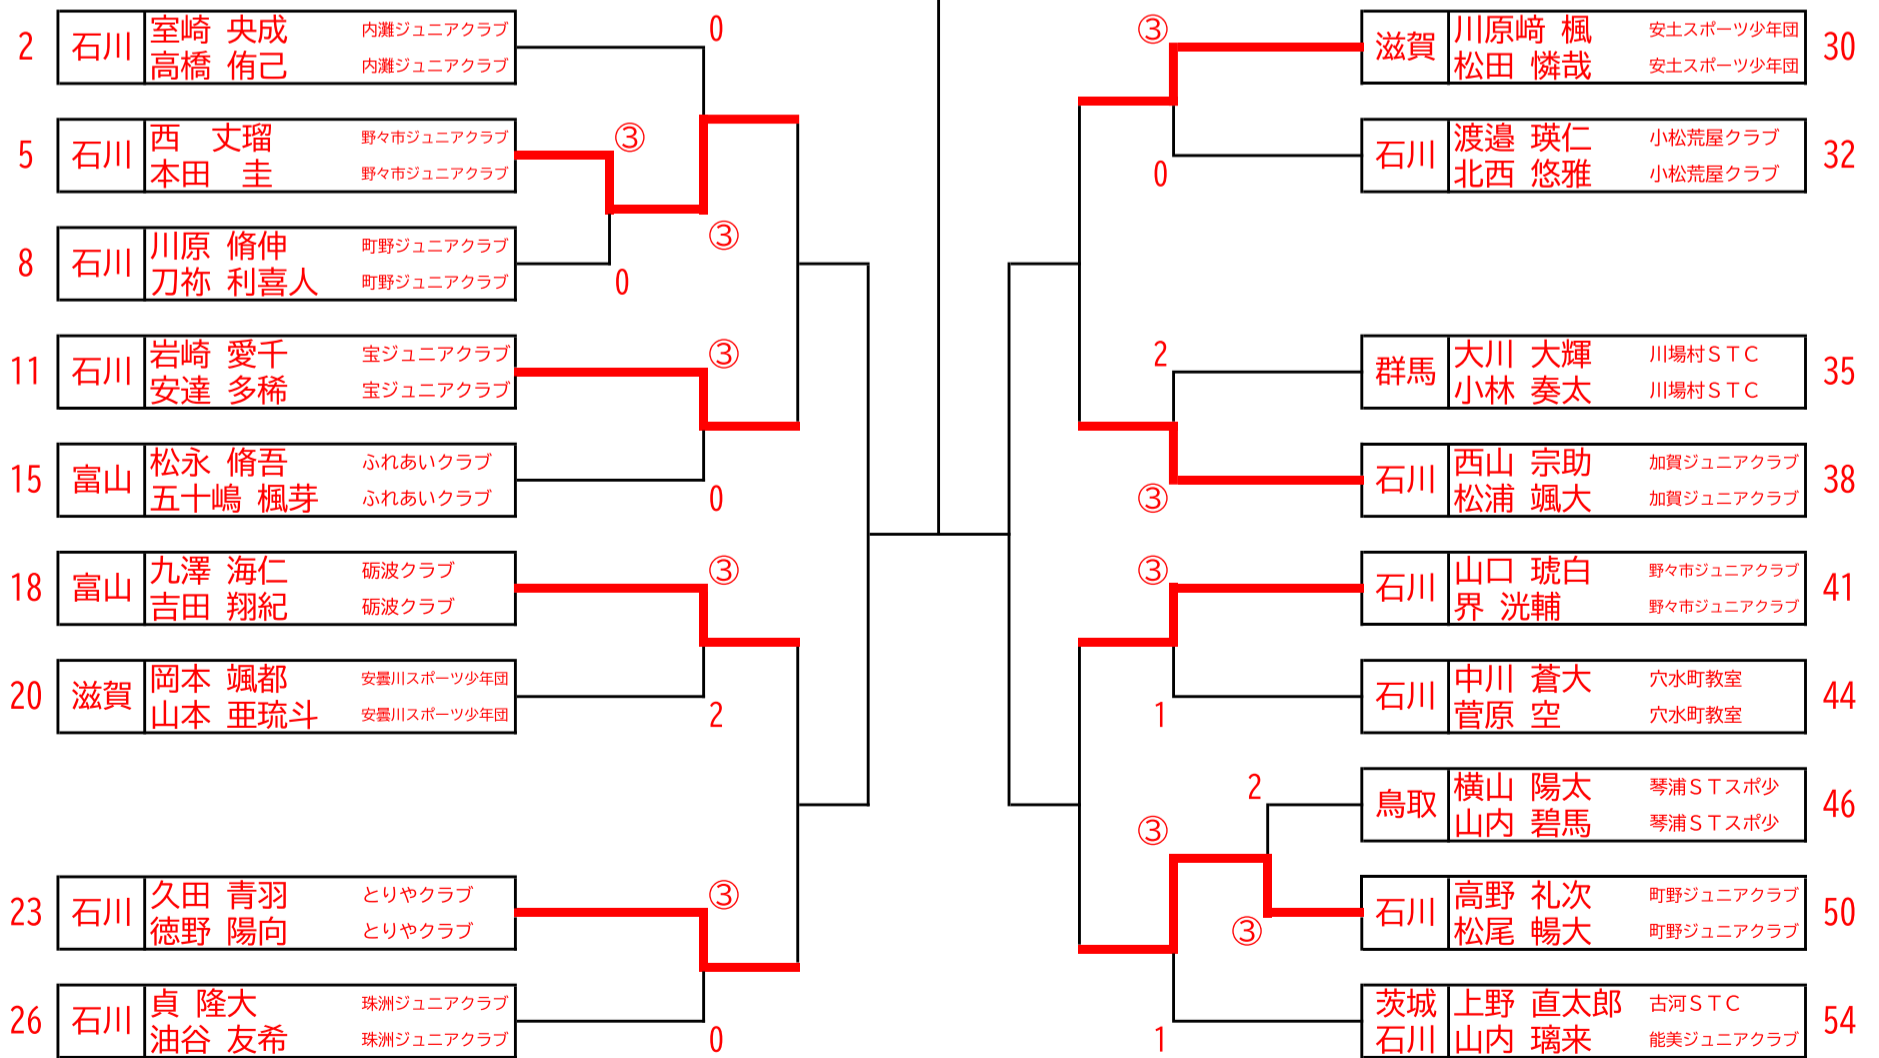 2 石川 室崎 央成 内灘ジュニアクラブ
高橋 侑己 内灘ジュニアクラブ
0
5 石川 西 丈瑠 野々市ジュニアクラブ
本田 圭 野々市ジュニアクラブ
③
③
8 石川 川原 脩伸 町野ジュニアクラブ
刀祢 利喜人 町野ジュニアクラブ
0
11 石川 岩崎 愛千 宝ジュニアクラブ
安達 多稀 宝ジュニアクラブ
③
15 富山 松永 脩吾 ふれあいクラブ
五十嶋 楓芽 ふれあいクラブ
0
18 富山 九澤 海仁 砺波クラブ
吉田 翔紀 砺波クラブ
③
20 滋賀 岡本 颯都 安曇川スポーツ少年団
山本 亜琉斗 安曇川スポーツ少年団
2
23 石川 久田 青羽 とりやクラブ
徳野 陽向 とりやクラブ
③
26 石川 貞 隆大 珠洲ジュニアクラブ
油谷 友希 珠洲ジュニアクラブ
0
③
滋賀 川原﨑 楓 安土スポーツ少年団 30
松田 憐哉 安土スポーツ少年団
0
石川 渡邉 瑛仁 小松荒屋クラブ 32
北西 悠雅 小松荒屋クラブ
2
群馬 大川 大輝 川場村STC 35
小林 奏太 川場村STC
③
石川 西山 宗助 加賀ジュニアクラブ 38
松浦 颯大 加賀ジュニアクラブ
③
石川 山口 琥白 野々市ジュニアクラブ 41
界 洸輔 野々市ジュニアクラブ
1
石川 中川 蒼大 穴水町教室 44
菅原 空 穴水町教室
2
鳥取 横山 陽太 琴浦STスポ少 46
山内 碧馬 琴浦STスポ少
③
③
石川 高野 礼次 町野ジュニアクラブ 50
松尾 暢大 町野ジュニアクラブ
1
茨城 上野 直太郎 古河STC 54
石川 山内 璃来 能美ジュニアクラブ